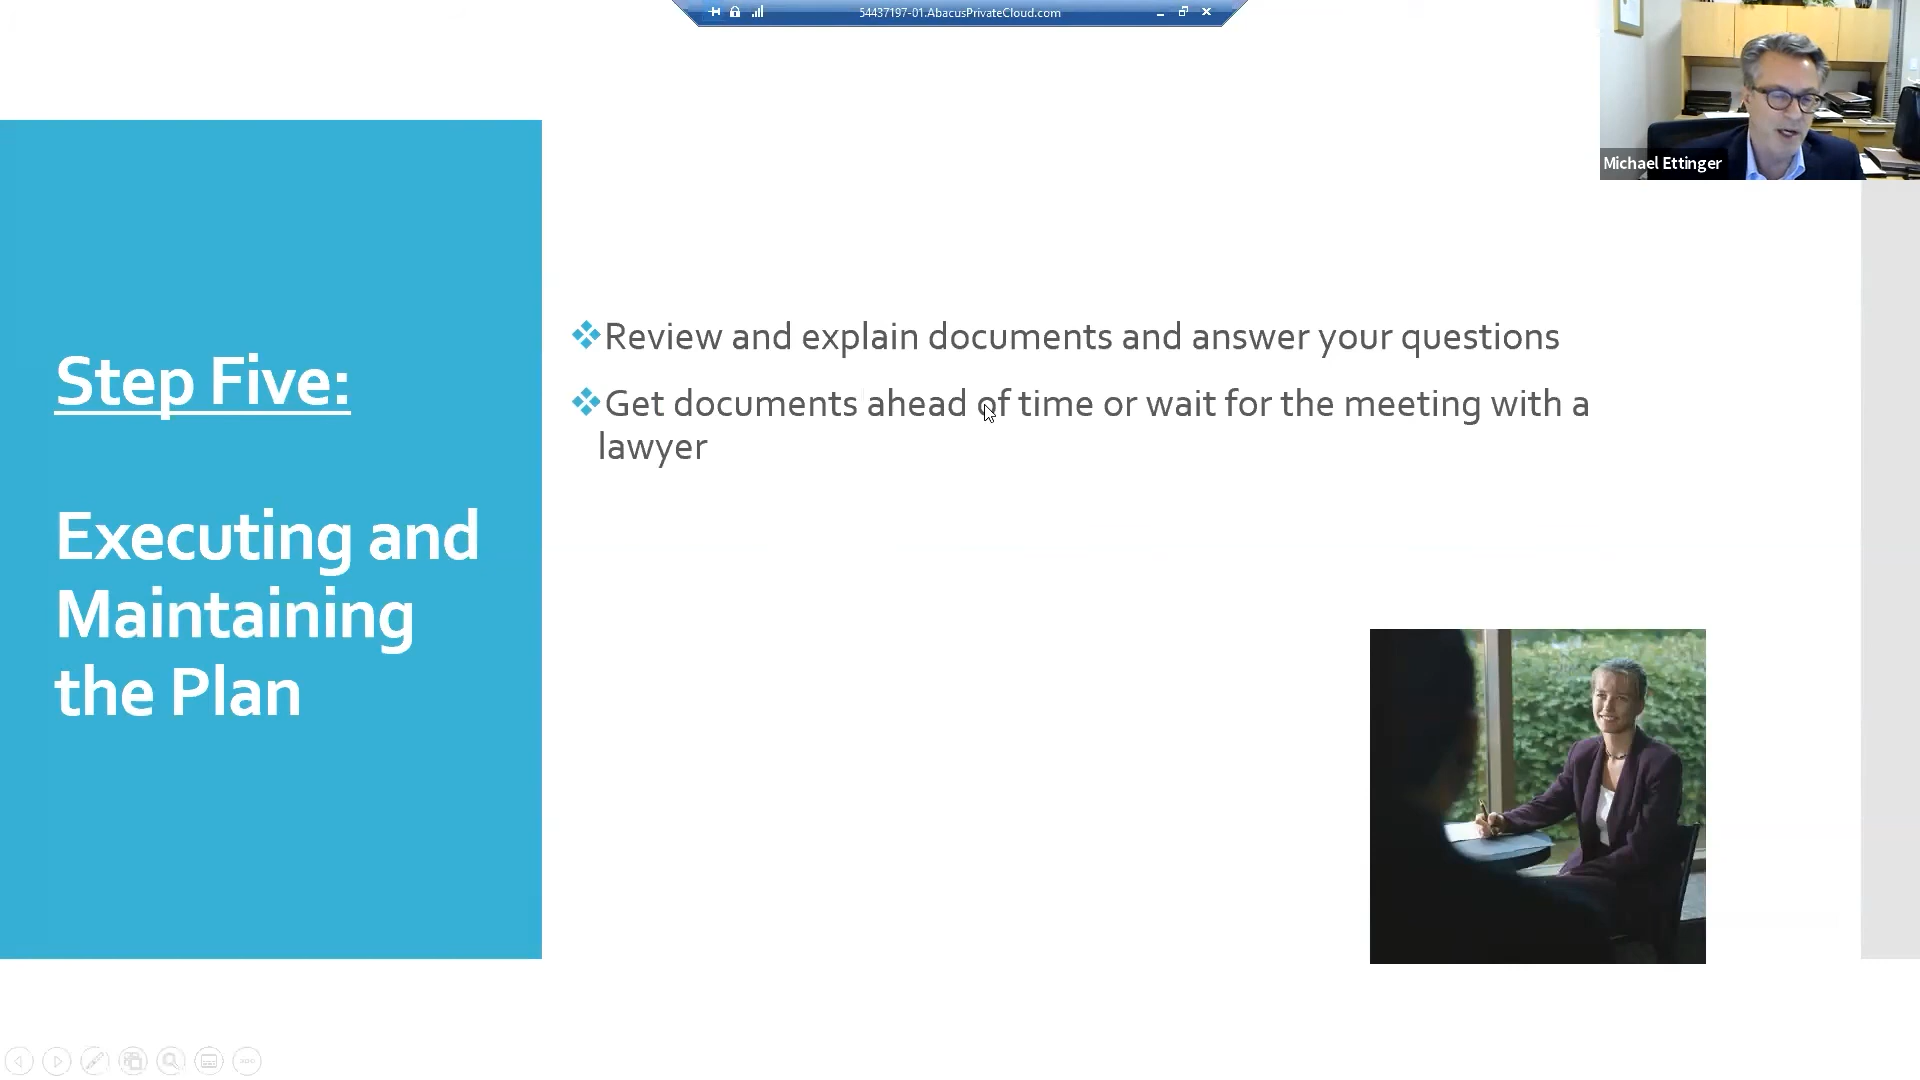 54437197-01.AbacusPrivateCloud.com
Michael Ettinger
Step Five:
Executing and
Maintaining
the Plan
Review and explain documents and answer your questions
Get documents ahead of time or wait for the meeting with a
lawyer